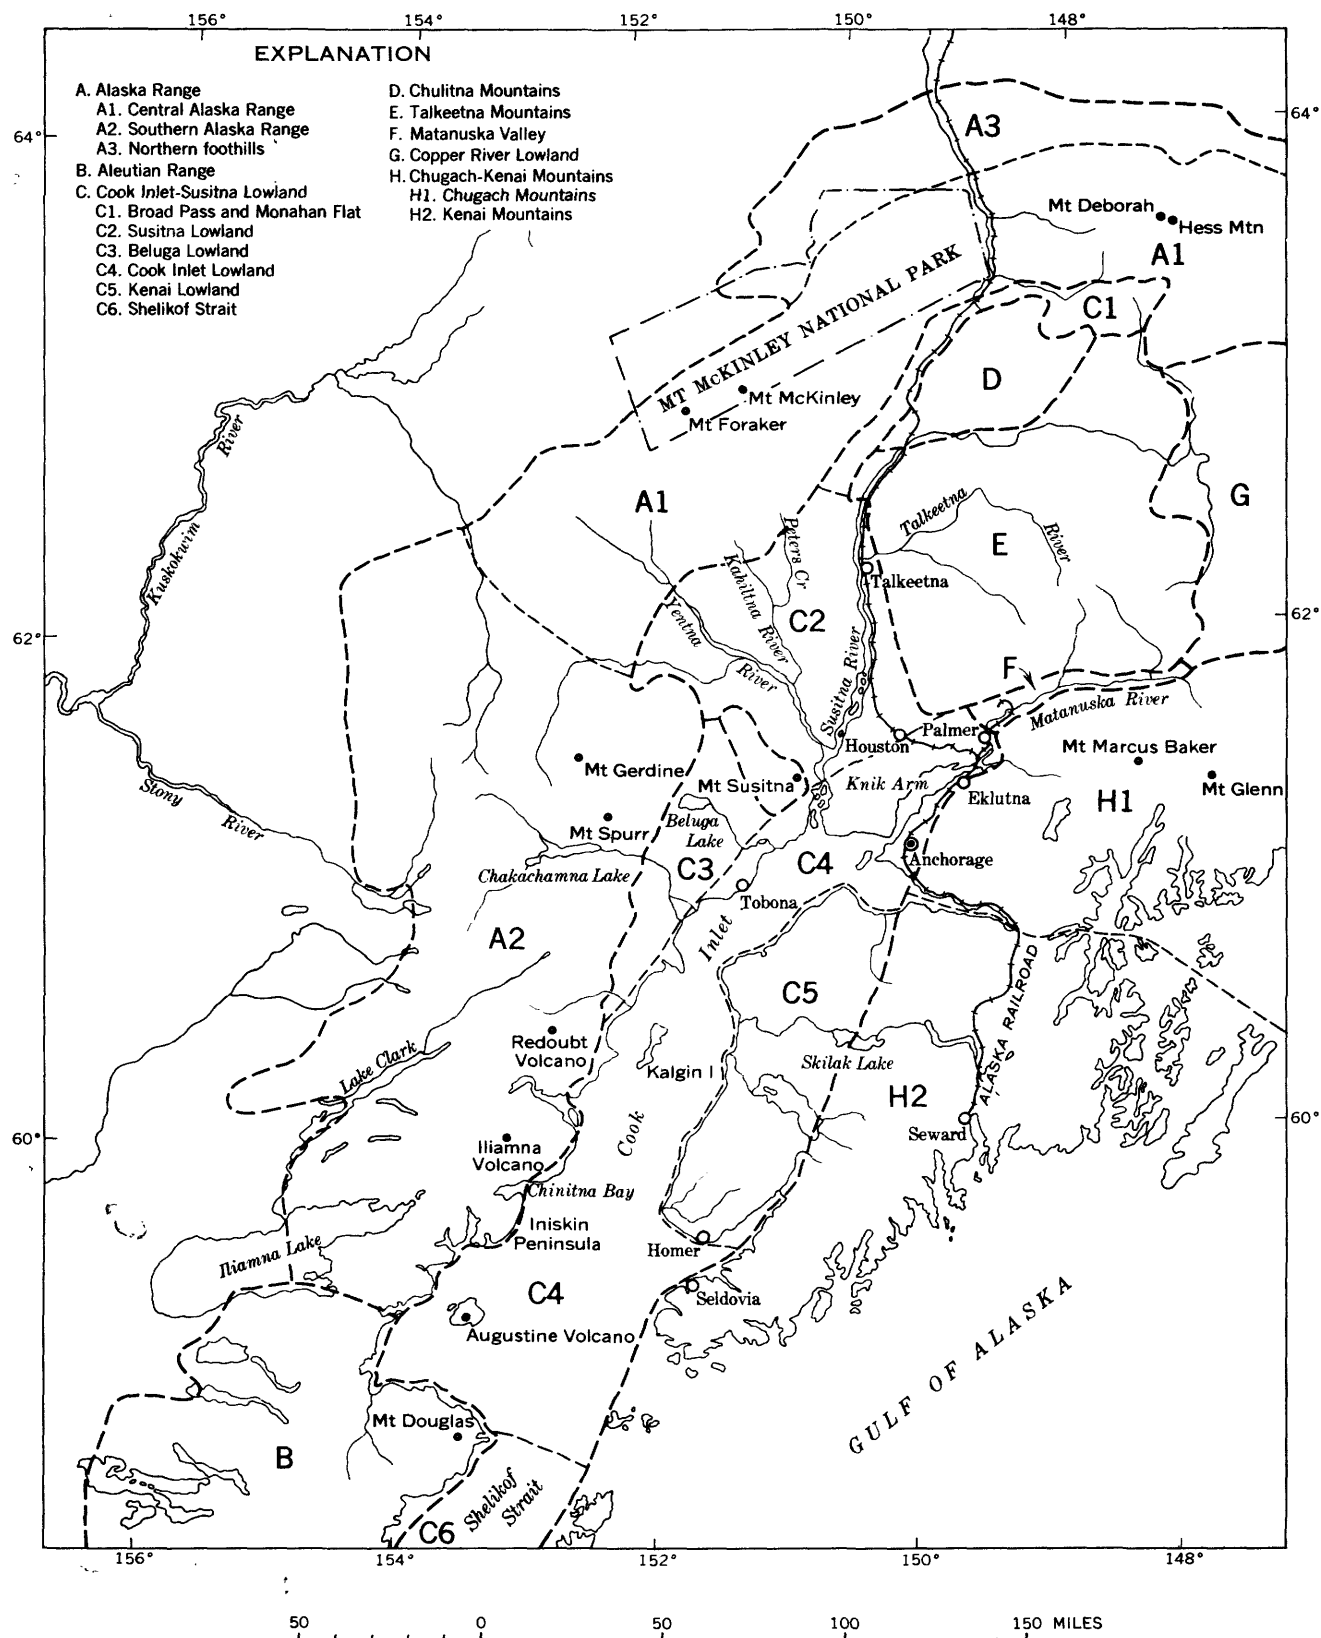 156° 154° 152° 150° 148°
EXPLANATION
A. Alaska Range
A1. Central Alaska Range
A2. Southern Alaska Range
A3. Northern foothills
B. Aleutian Range
C. Cook Inlet-Susitna Lowland
C1. Broad Pass and Monahan Flat
C2. Susitna Lowland
C3. Beluga Lowland
C4. Cook Inlet Lowland
C5. Kenai Lowland
C6. Shelikof Strait
D. Chulitna Mountains
E. Talkeetna Mountains
F. Matanuska Valley
G. Copper River Lowland
H. Chugach-Kenai Mountains
H1. Chugach Mountains
H2. Kenai Mountains
64°
64°
A3
Mt Deborah
Hess Mtn
A1
C1
MT McKINLEY NATIONAL PARK
D
Mt McKinley
Mt Foraker
Kuskokwim
River
A1
G
Talkeetna
River
E
Peters Cr
Kahiltna River
Talkeetna
C2
Yentna
River
62°
62°
Susitna River
F
Matanuska River
Houston
Palmer
Mt Marcus Baker
Mt Gerdine
Mt Susitna
Knik Arm
Eklutna
Mt Glenn
H1
Stony
River
Mt Spurr
Beluga
Lake
Anchorage
C3
C4
Chakachamna Lake
Tobona
A2
Inlet
C5
ALASKA RAILROAD
Redoubt
Volcano
Lake Clark
Kalgin I
Skilak Lake
H2
Cook
60°
60°
Seward
Iliamna
Volcano
Chinitna Bay
Iniskin
Peninsula
Homer
Iliamna Lake
C4
Seldovia
Augustine Volcano
GULF OF ALASKA
Mt Douglas
B
Shelikof
Strait
C6
156° 154° 152° 150° 148°
50 0 50 100 150 MILES